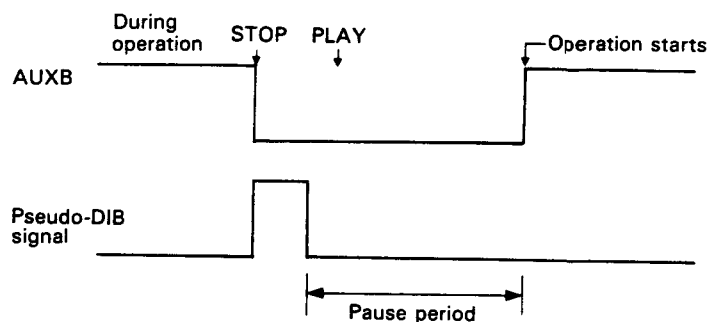 During
operation
STOP
PLAY
Operation starts
AUXB
Pseudo-DIB
signal
Pause period